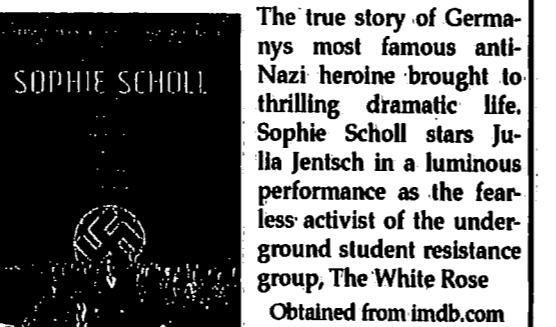 SOPHIE SCHOLL
The true story of Germa-
nys most famous anti-
Nazi heroine brought to
thrilling dramatic life.
Sophie Scholl stars Ju-
lia Jentsch in a luminous
performance as the fear-
less activist of the under-
ground student resistance
group, The White Rose
Obtained from imdb.com